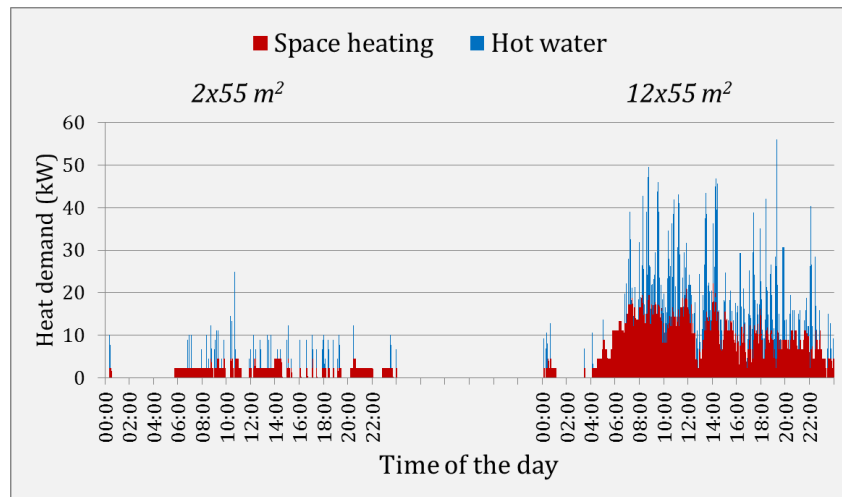 Space heating Hot water
2x55 m² 12x55 m²
60
50
40
30
20
10
0
Heat demand (kW)
00:00 02:00 04:00 06:00 08:00 10:00 12:00 14:00 16:00 18:00 20:00 22:00 00:00 02:00 04:00 06:00 08:00 10:00 12:00 14:00 16:00 18:00 20:00 22:00
Time of the day